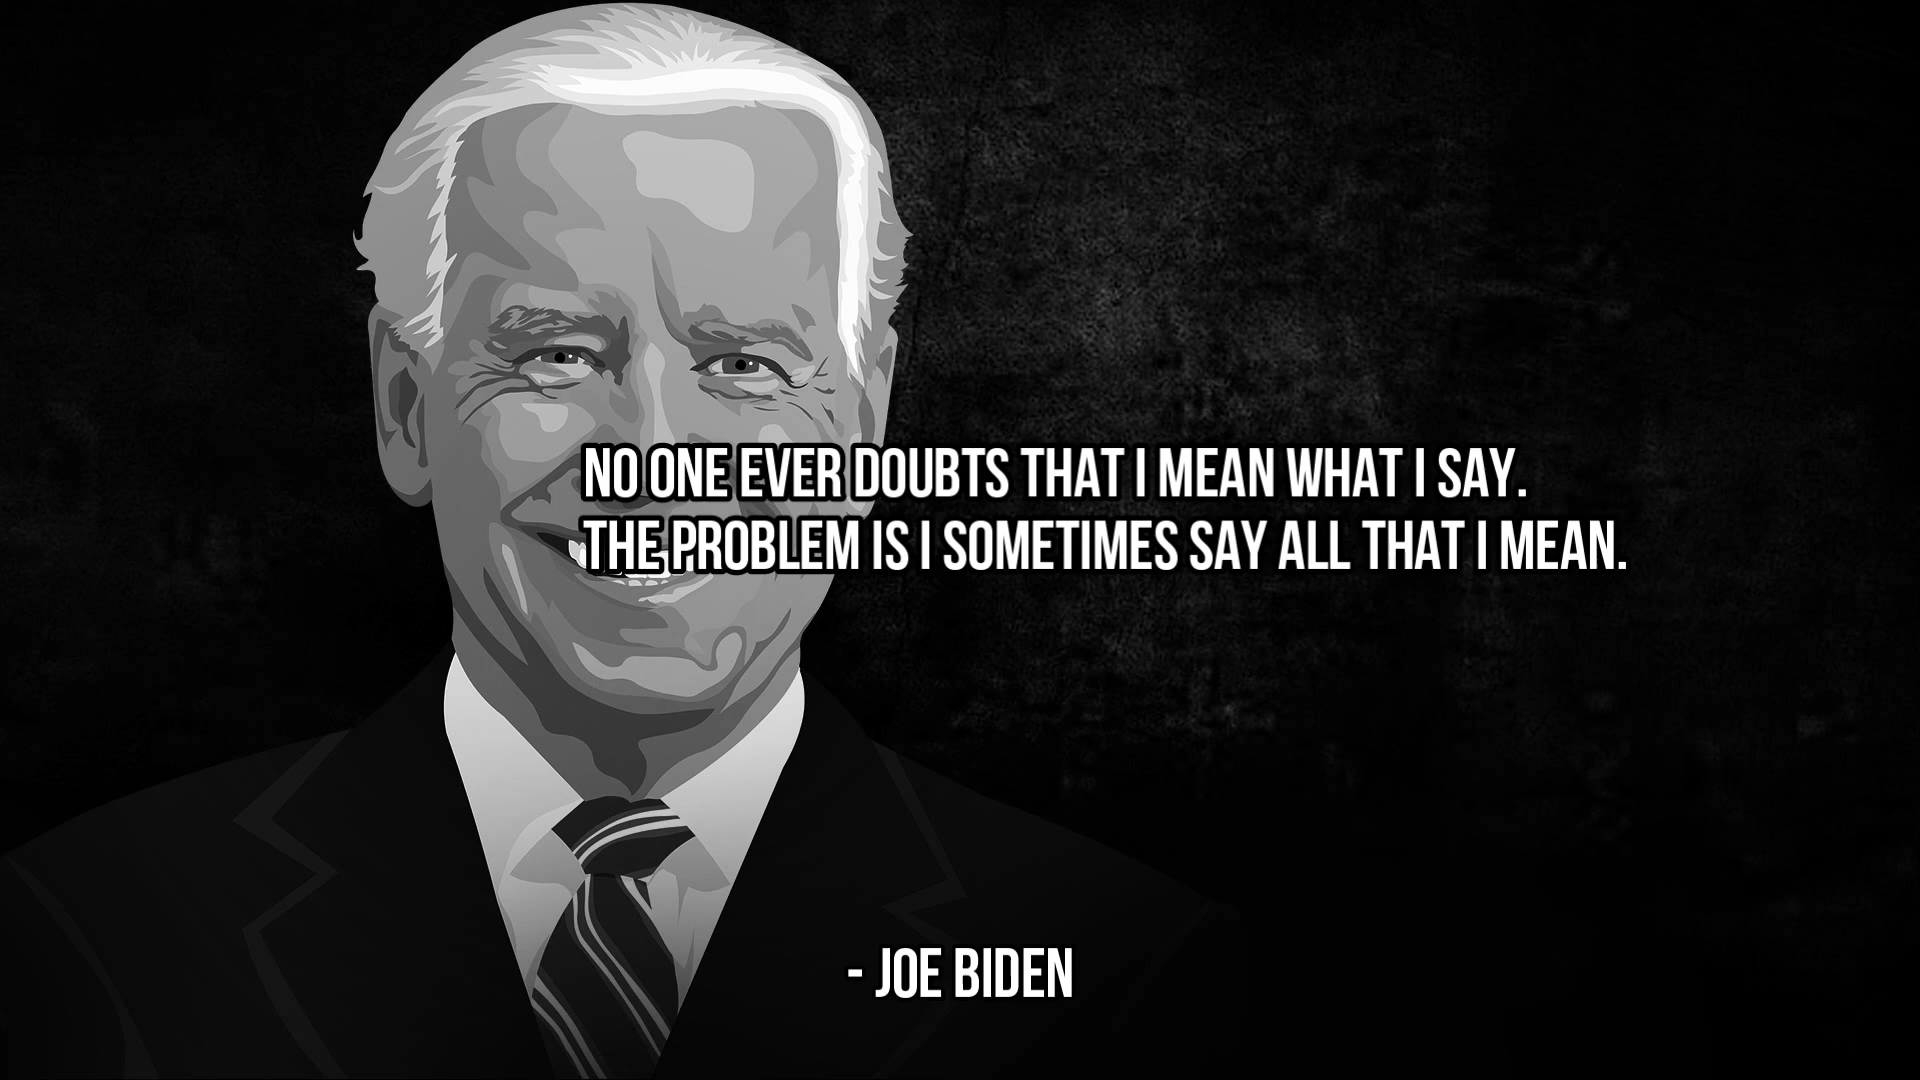 NO ONE EVER DOUBTS THAT I MEAN WHAT I SAY.
THE PROBLEM IS I SOMETIMES SAY ALL THAT I MEAN.
- JOE BIDEN